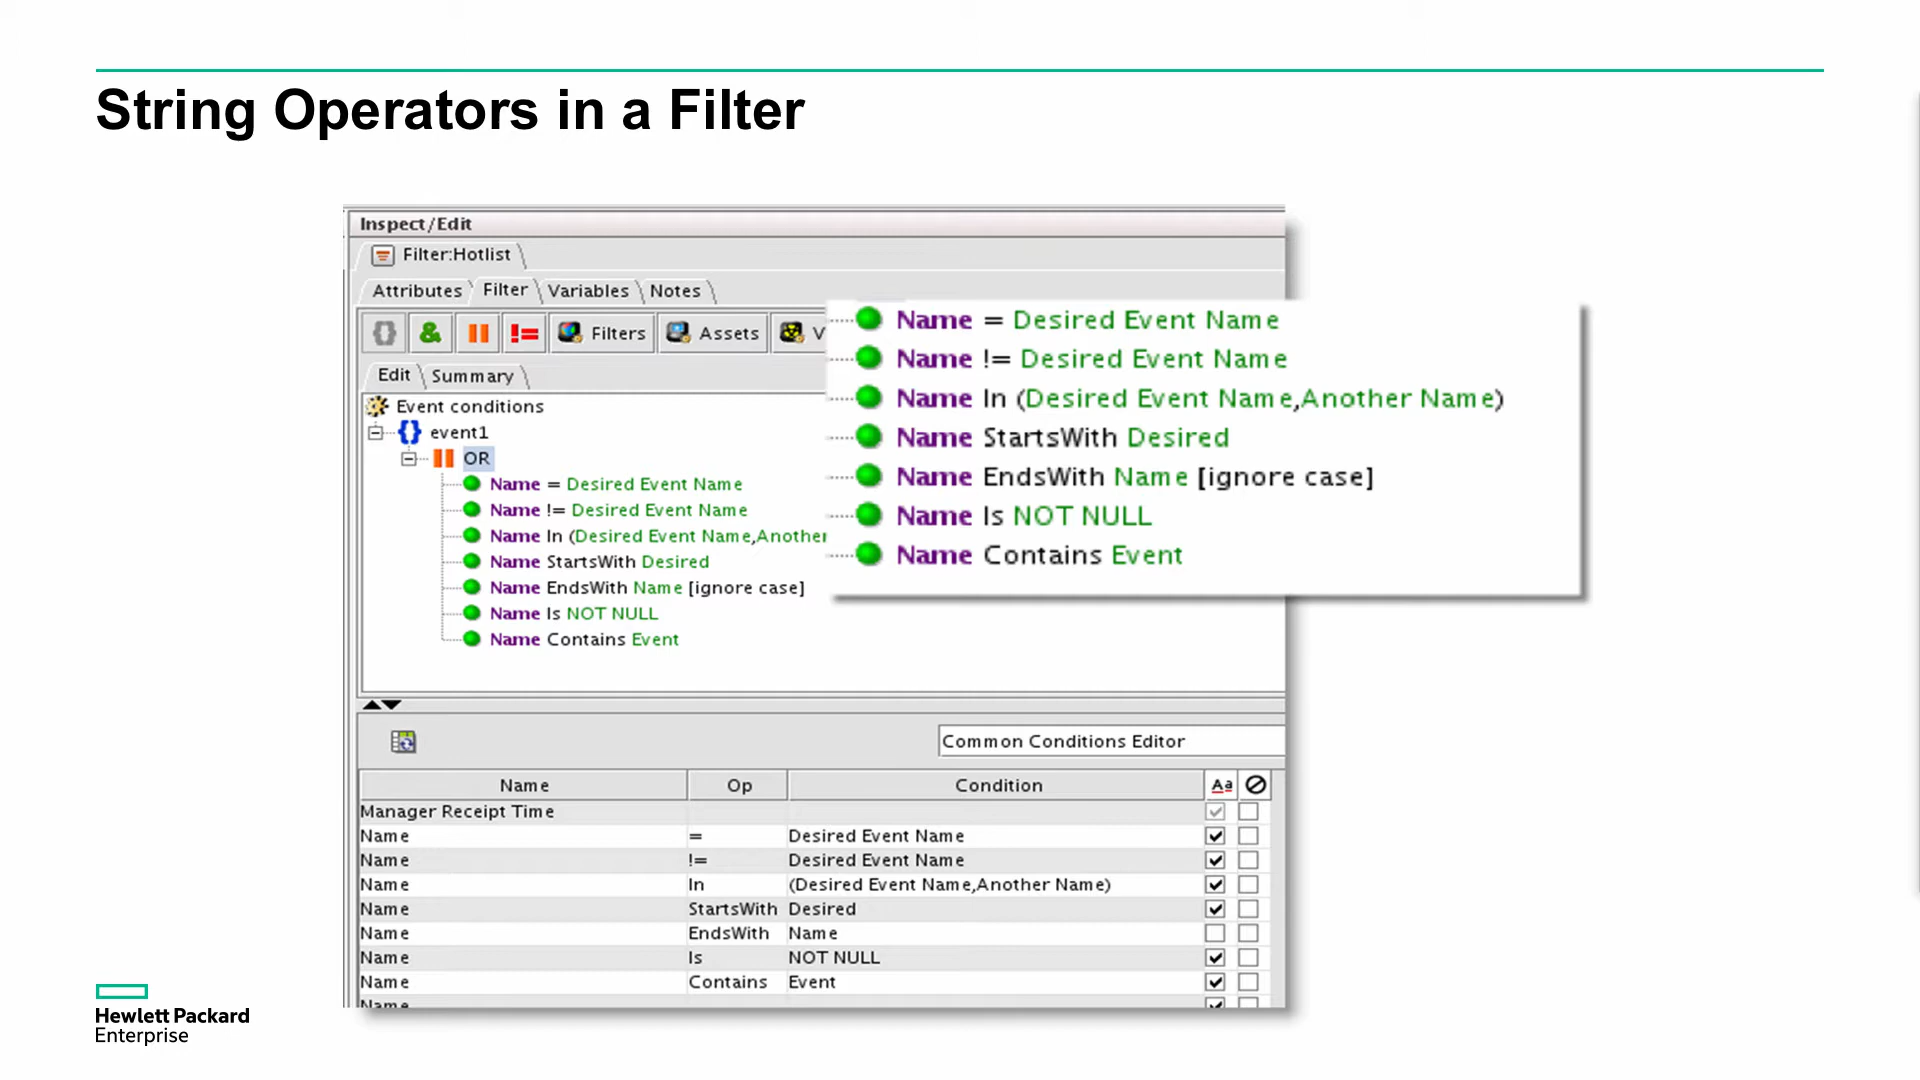 String Operators in a Filter
Inspect/Edit
Filter:Hotlist
Attributes Filter Variables Notes
& != Filters Assets V
Edit Summary
Event conditions
{} event1
OR
Name = Desired Event Name
Name != Desired Event Name
Name In (Desired Event Name,Another
Name StartsWith Desired
Name EndsWith Name [ignore case]
Name Is NOT NULL
Name Contains Event
Name = Desired Event Name
Name != Desired Event Name
Name In (Desired Event Name,Another Name)
Name StartsWith Desired
Name EndsWith Name [ignore case]
Name Is NOT NULL
Name Contains Event
Common Conditions Editor
Name Op Condition Aa
Manager Receipt Time
Name = Desired Event Name
Name != Desired Event Name
Name In (Desired Event Name,Another Name)
Name StartsWith Desired
Name EndsWith Name
Name Is NOT NULL
Name Contains Event
Name
Hewlett Packard
Enterprise